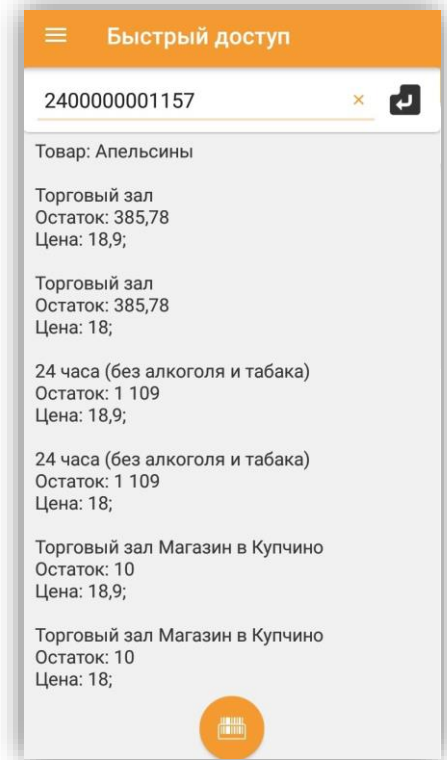 Быстрый доступ
2400000001157
Товар: Апельсины
Торговый зал
Остаток: 385,78
Цена: 18,9;
Торговый зал
Остаток: 385,78
Цена: 18;
24 часа (без алкоголя и табака)
Остаток: 1 109
Цена: 18,9;
24 часа (без алкоголя и табака)
Остаток: 1 109
Цена: 18;
Торговый зал Магазин в Купчино
Остаток: 10
Цена: 18,9;
Торговый зал Магазин в Купчино
Остаток: 10
Цена: 18;